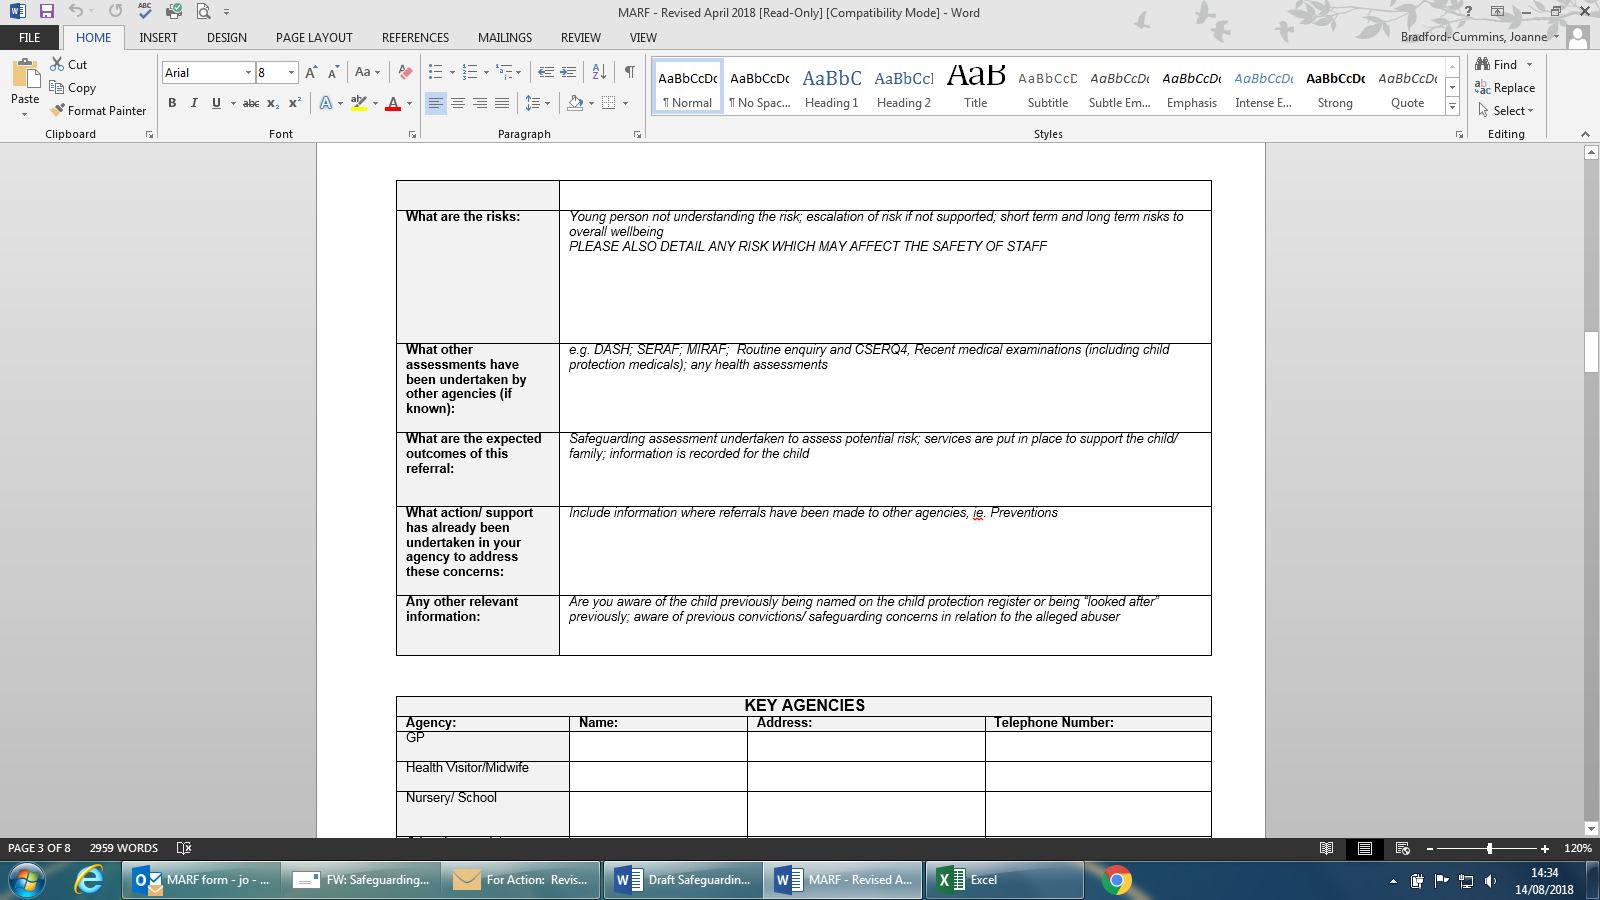 MARF - Revised April 2018 [Read-Only] [Compatibility Mode] - Word
FILE HOME INSERT DESIGN PAGE LAYOUT REFERENCES MAILINGS REVIEW VIEW Bradford-Cummins, Joanne
Paste
Cut
Copy
Format Painter
Clipboard
Arial 8
Font
Paragraph
AaBbCcDc AaBbCcDc AaBbC AaBbCcI AaB AaBbCcD AaBbCcDc AaBbCcDc AaBbCcDc AaBbCcDc AaBbCcDc
¶ Normal ¶ No Spac... Heading 1 Heading 2 Title Subtitle Subtle Em... Emphasis Intense E... Strong Quote
Styles
Find
Replace
Select
Editing
What are the risks:
Young person not understanding the risk; escalation of risk if not supported; short term and long term risks to
overall wellbeing
PLEASE ALSO DETAIL ANY RISK WHICH MAY AFFECT THE SAFETY OF STAFF
What other
assessments have
been undertaken by
other agencies (if
known):
e.g. DASH; SERAF; MIRAF; Routine enquiry and CSERQ4, Recent medical examinations (including child
protection medicals); any health assessments
What are the expected
outcomes of this
referral:
Safeguarding assessment undertaken to assess potential risk; services are put in place to support the child/
family; information is recorded for the child
What action/ support
has already been
undertaken in your
agency to address
these concerns:
Include information where referrals have been made to other agencies, ie. Preventions
Any other relevant
information:
Are you aware of the child previously being named on the child protection register or being “looked after”
previously; aware of previous convictions/ safeguarding concerns in relation to the alleged abuser
KEY AGENCIES
Agency: Name: Address: Telephone Number:
GP
Health Visitor/Midwife
Nursery/ School
PAGE 3 OF 8 2959 WORDS 120%
MARF form - jo - ... FW: Safeguarding... For Action: Revis... Draft Safeguardin... MARF - Revised A... Excel
14:34
14/08/2018